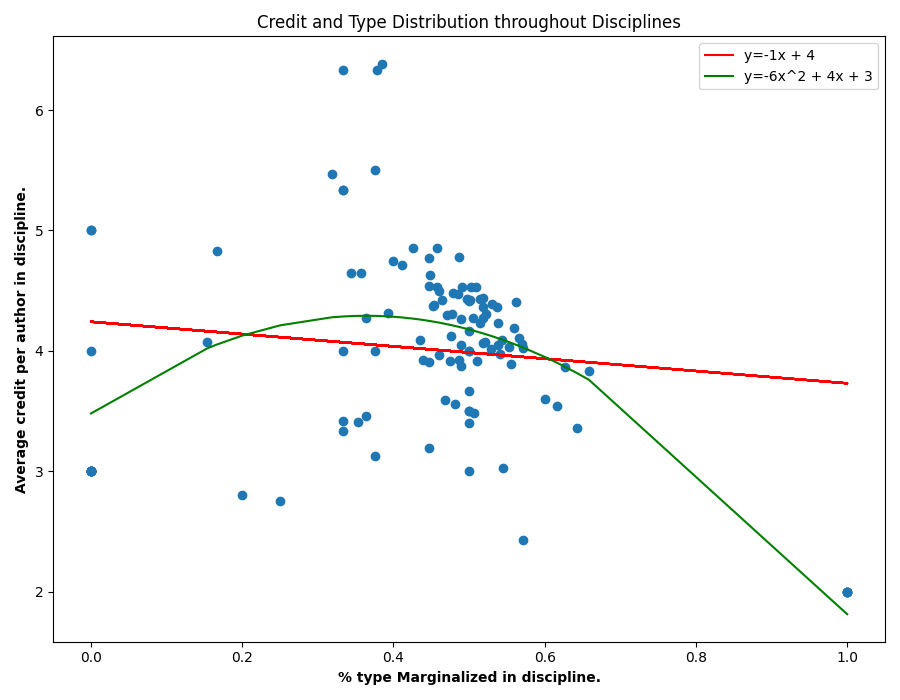 Credit and Type Distribution throughout Disciplines
y=-1x + 4
y=-6x^2 + 4x + 3
Average credit per author in discipline.
6
5
4
3
2
0.0 0.2 0.4 0.6 0.8 1.0
% type Marginalized in discipline.